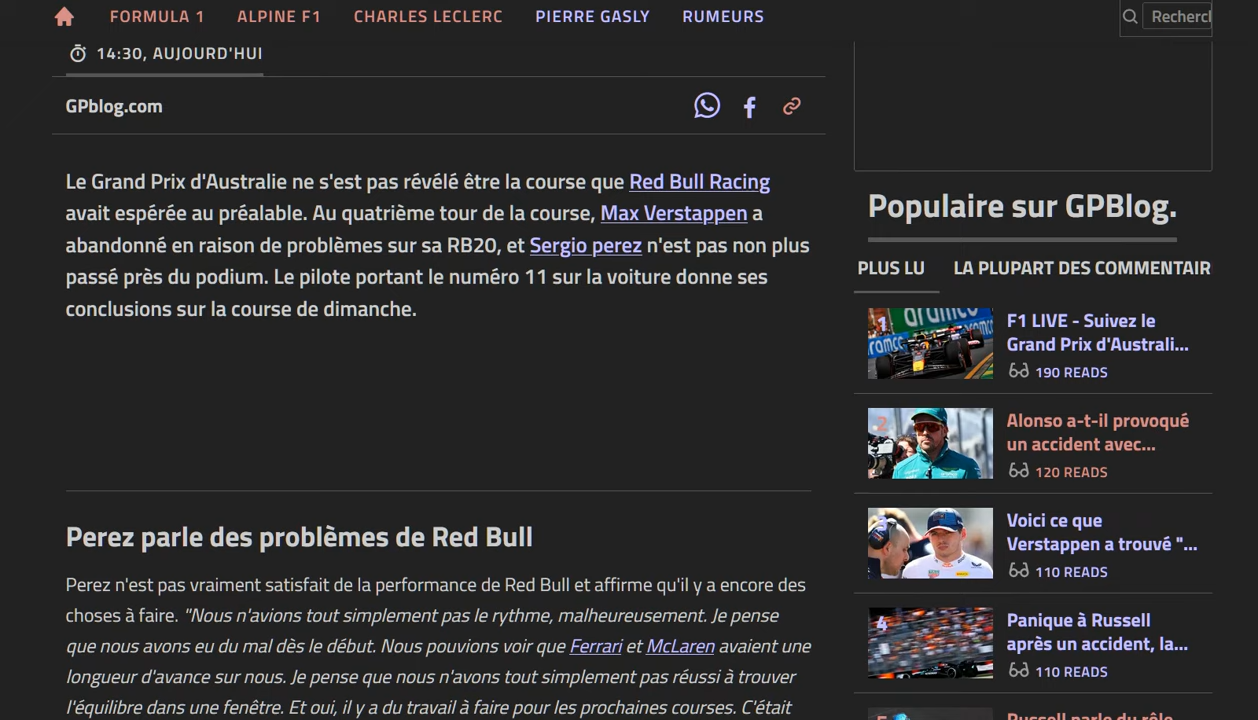 FORMULA 1
ALPINE F1
CHARLES LECLERC
PIERRE GASLY
RUMEURS
14:30, AUJOURD'HUI
GPblog.com
Le Grand Prix d'Australie ne s'est pas révélé être la course que Red Bull Racing
avait espérée au préalable. Au quatrième tour de la course, Max Verstappen a
abandonné en raison de problèmes sur sa RB20, et Sergio perez n'est pas non plus
passé près du podium. Le pilote portant le numéro 11 sur la voiture donne ses
conclusions sur la course de dimanche.
Perez parle des problèmes de Red Bull
Perez n'est pas vraiment satisfait de la performance de Red Bull et affirme qu'il y a encore des
choses à faire. "Nous n'avions tout simplement pas le rythme, malheureusement. Je pense
que nous avons eu du mal dès le début. Nous pouvions voir que Ferrari et McLaren avaient une
longueur d'avance sur nous. Je pense que nous n'avons tout simplement pas réussi à trouver
l'équilibre dans une fenêtre. Et oui, il y a du travail à faire pour les prochaines courses. C'était
Populaire sur GPBlog.
PLUS LU
LA PLUPART DES COMMENTAIR
1
F1 LIVE - Suivez le
Grand Prix d'Australi...
190 READS
2
Alonso a-t-il provoqué
un accident avec...
120 READS
Voici ce que
Verstappen a trouvé "...
110 READS
4
Panique à Russell
après un accident, la...
110 READS
5
Russell parle du rôle